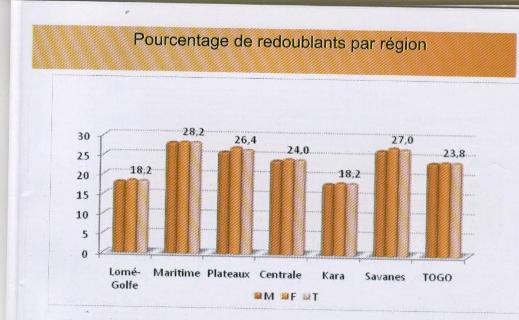 Pourcentage de redoublants par région
30
25
20
15
10
5
0
18,2
28,2
26,4
24,0
18,2
27,0
23,8
Lomé-Golfe
Maritime
Plateaux
Centrale
Kara
Savanes
TOGO
M F T